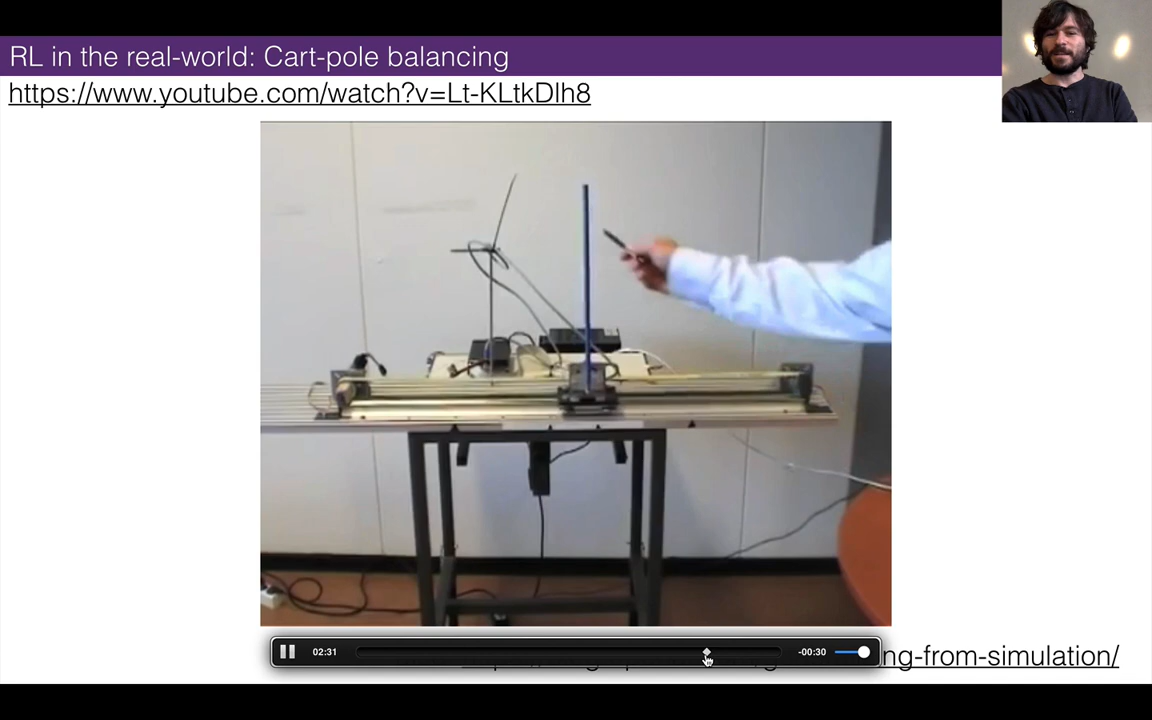 RL in the real-world: Cart-pole balancing
https://www.youtube.com/watch?v=Lt-KLtkDlh8
02:31
-00:30
ng-from-simulation/